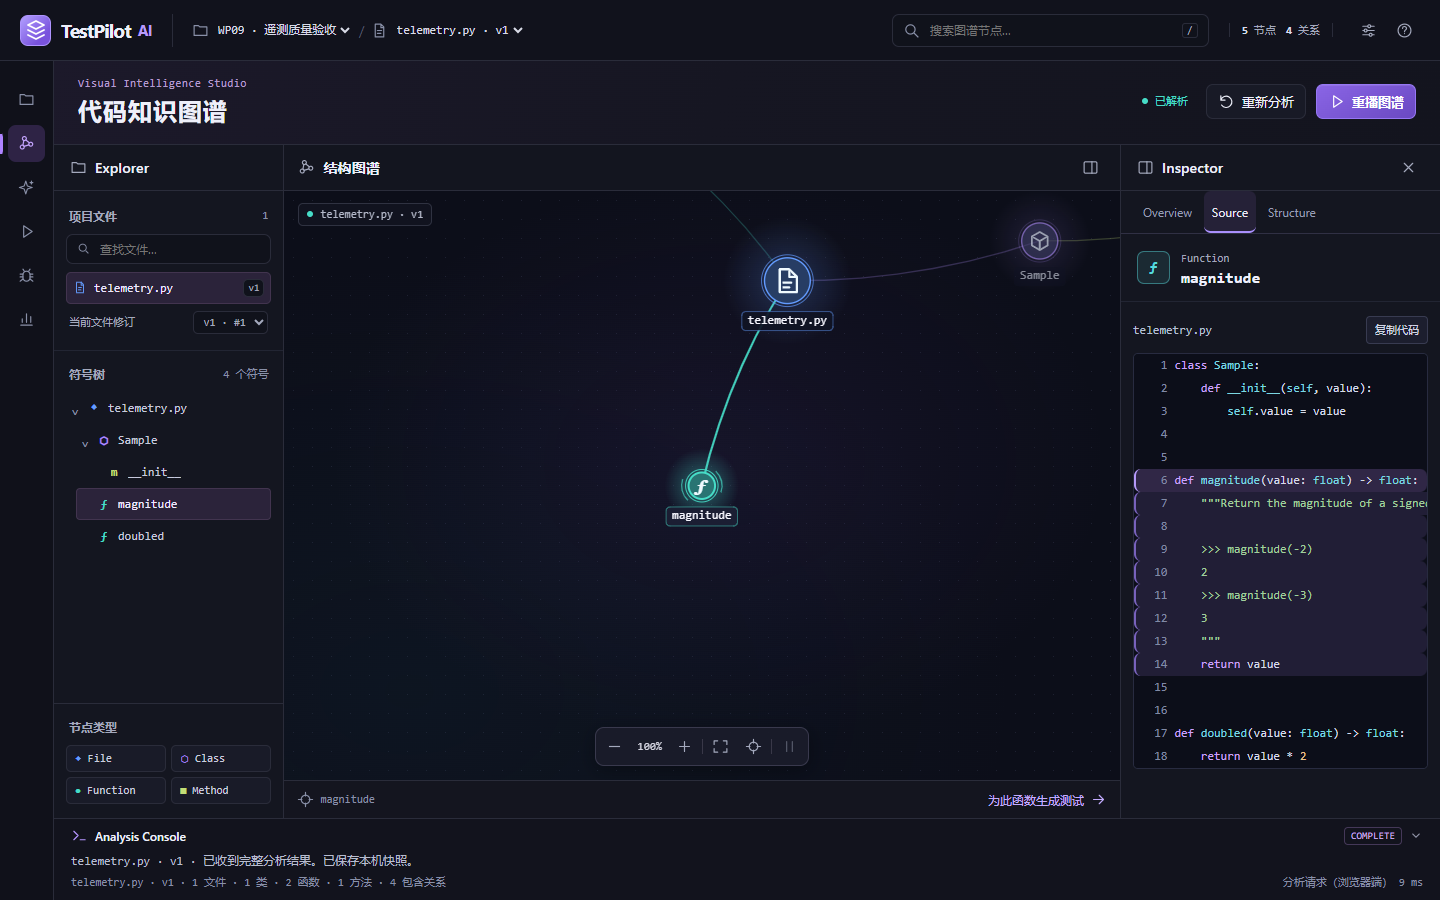 TestPilot AI
WP09 · 遥测质量验收 / telemetry.py · v1
搜索图谱节点... /
5 节点 4 关系
Visual Intelligence Studio
代码知识图谱
已解析
重新分析
重播图谱
Explorer
项目文件 1
查找文件...
telemetry.py v1
当前文件修订 v1 · #1
符号树 4 个符号
telemetry.py
Sample
m __init__
ƒ magnitude
ƒ doubled
节点类型
File
Class
Function
Method
结构图谱
telemetry.py · v1
Sample
telemetry.py
ƒ
magnitude
100%
magnitude
为此函数生成测试
Inspector
Overview Source Structure
ƒ
Function
magnitude
telemetry.py
复制代码
1 class Sample:
2     def __init__(self, value):
3         self.value = value
4
5
6 def magnitude(value: float) -> float:
7     """Return the magnitude of a signe
8
9     >>> magnitude(-2)
10     2
11     >>> magnitude(-3)
12     3
13     """
14     return value
15
16
17 def doubled(value: float) -> float:
18     return value * 2
Analysis Console
COMPLETE
telemetry.py · v1 · 已收到完整分析结果。已保存本机快照。
telemetry.py · v1 · 1 文件 · 1 类 · 2 函数 · 1 方法 · 4 包含关系
分析请求（浏览器端） 9 ms